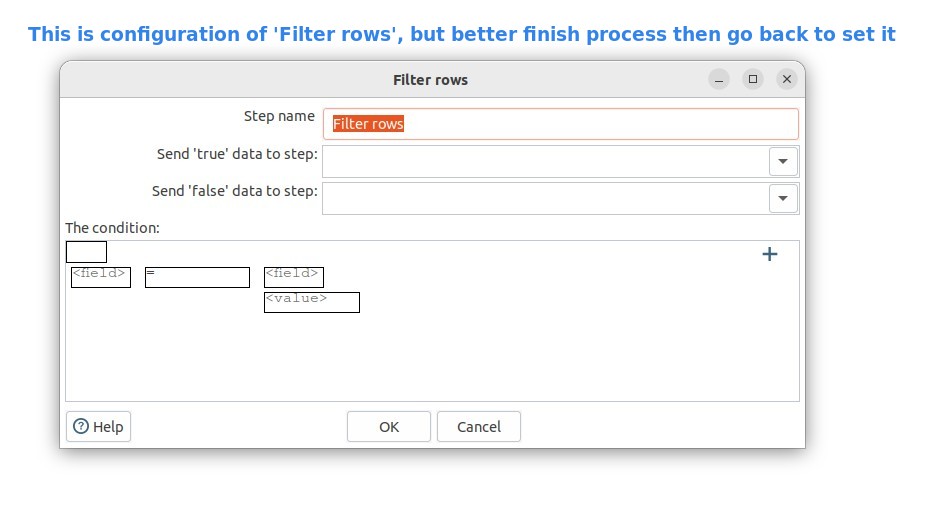 This is configuration of 'Filter rows', but better finish process then go back to set it
Filter rows
Step name
Filter rows
Send 'true' data to step:
Send 'false' data to step:
The condition:
<field> = <field>
<value>
Help OK Cancel